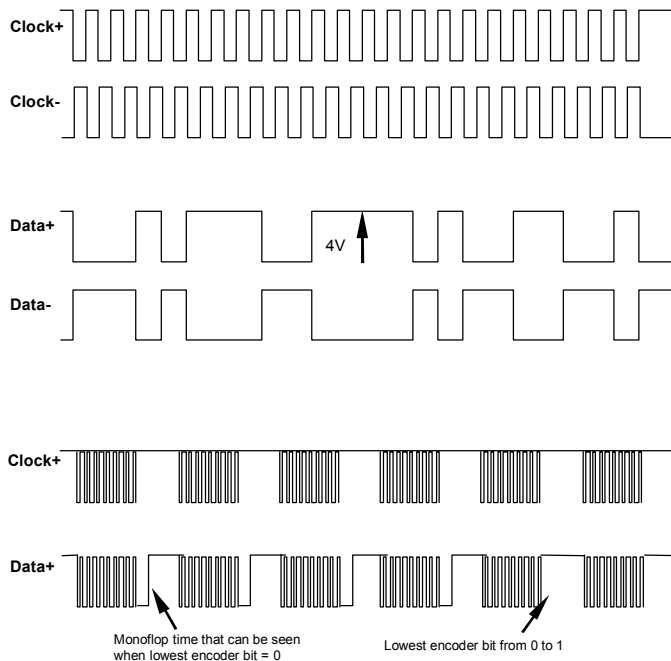 Clock+
Clock-
Data+
4V
Data-
Clock+
Data+
Monoflop time that can be seen
when lowest encoder bit = 0
Lowest encoder bit from 0 to 1